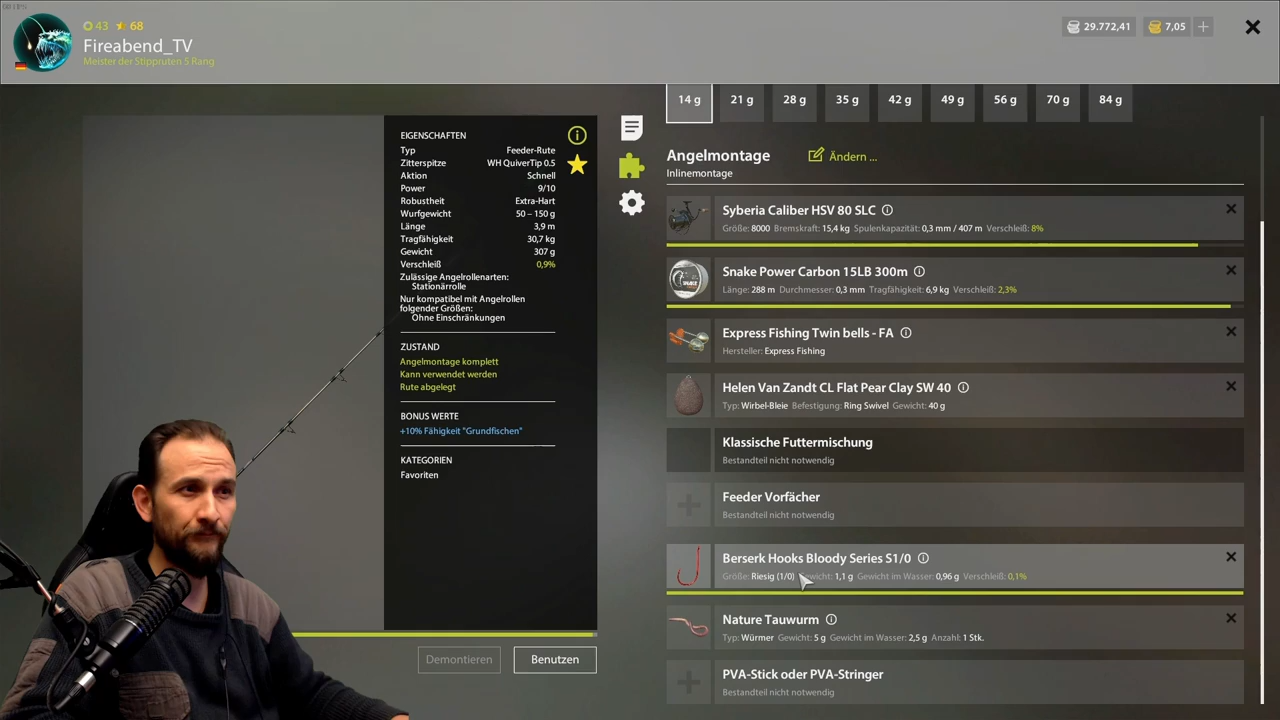 43 68
Fireabend_TV
Meister der Stippruten 5 Rang
29.772,41
7,05
EIGENSCHAFTEN
Typ Feeder-Rute
Zitterspitze WH QuiverTip 0.5
Aktion Schnell
Power 9/10
Robustheit Extra-Hart
Wurfgewicht 50 – 150 g
Länge 3,9 m
Tragfähigkeit 30,7 kg
Gewicht 307 g
Verschleiß 0,9%
Zulässige Angelrollenarten:
Stationärrolle
Nur kompatibel mit Angelrollen
folgender Größen:
Ohne Einschränkungen
ZUSTAND
Angelmontage komplett
Kann verwendet werden
Rute abgelegt
BONUS WERTE
+10% Fähigkeit "Grundfischen"
KATEGORIEN
Favoriten
Demontieren
Benutzen
14 g 21 g 28 g 35 g 42 g 49 g 56 g 70 g 84 g
Angelmontage Ändern ...
Inlinemontage
Syberia Caliber HSV 80 SLC
Größe: 8000 Bremskraft: 15,4 kg Spulenkapazität: 0,3 mm / 407 m Verschleiß: 8%
Snake Power Carbon 15LB 300m
Länge: 288 m Durchmesser: 0,3 mm Tragfähigkeit: 6,9 kg Verschleiß: 2,3%
Express Fishing Twin bells - FA
Hersteller: Express Fishing
Helen Van Zandt CL Flat Pear Clay SW 40
Typ: Wirbel-Bleie Befestigung: Ring Swivel Gewicht: 40 g
Klassische Futtermischung
Bestandteil nicht notwendig
Feeder Vorfächer
Bestandteil nicht notwendig
Berserk Hooks Bloody Series S1/0
Größe: Riesig (1/0) Gewicht: 1,1 g Gewicht im Wasser: 0,96 g Verschleiß: 0,1%
Nature Tauwurm
Typ: Würmer Gewicht: 5 g Gewicht im Wasser: 2,5 g Anzahl: 1 Stk.
PVA-Stick oder PVA-Stringer
Bestandteil nicht notwendig